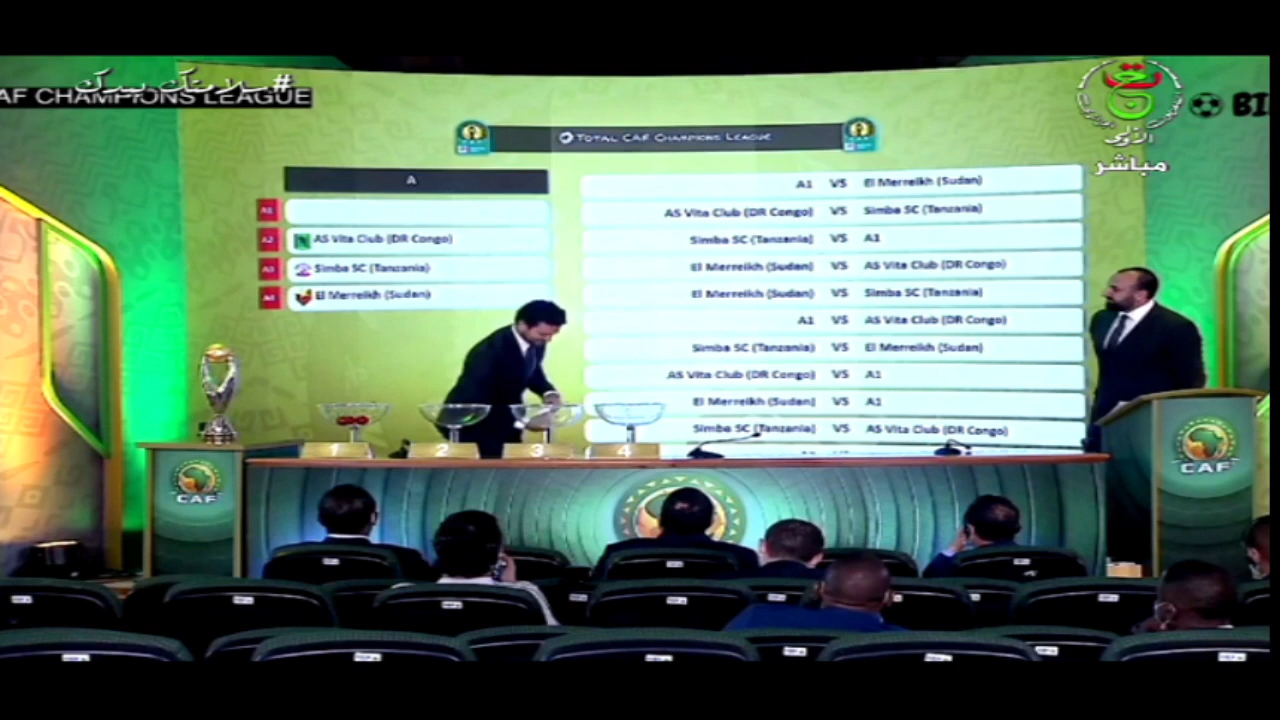 #سلامتك بيدك
AF CHAMPIONS LEAGUE
الأولى
مباشر
BI
TOTAL CAF CHAMPIONS LEAGUE
A
A1
A2 AS Vita Club (DR Congo)
A3 Simba SC (Tanzania)
A4 El Merreikh (Sudan)
A1 VS El Merreikh (Sudan)
AS Vita Club (DR Congo) VS Simba SC (Tanzania)
Simba SC (Tanzania) VS A1
El Merreikh (Sudan) VS AS Vita Club (DR Congo)
El Merreikh (Sudan) VS Simba SC (Tanzania)
A1 VS AS Vita Club (DR Congo)
Simba SC (Tanzania) VS El Merreikh (Sudan)
AS Vita Club (DR Congo) VS A1
El Merreikh (Sudan) VS A1
Simba SC (Tanzania) VS AS Vita Club (DR Congo)
1 2 3 4
CAF
CAF